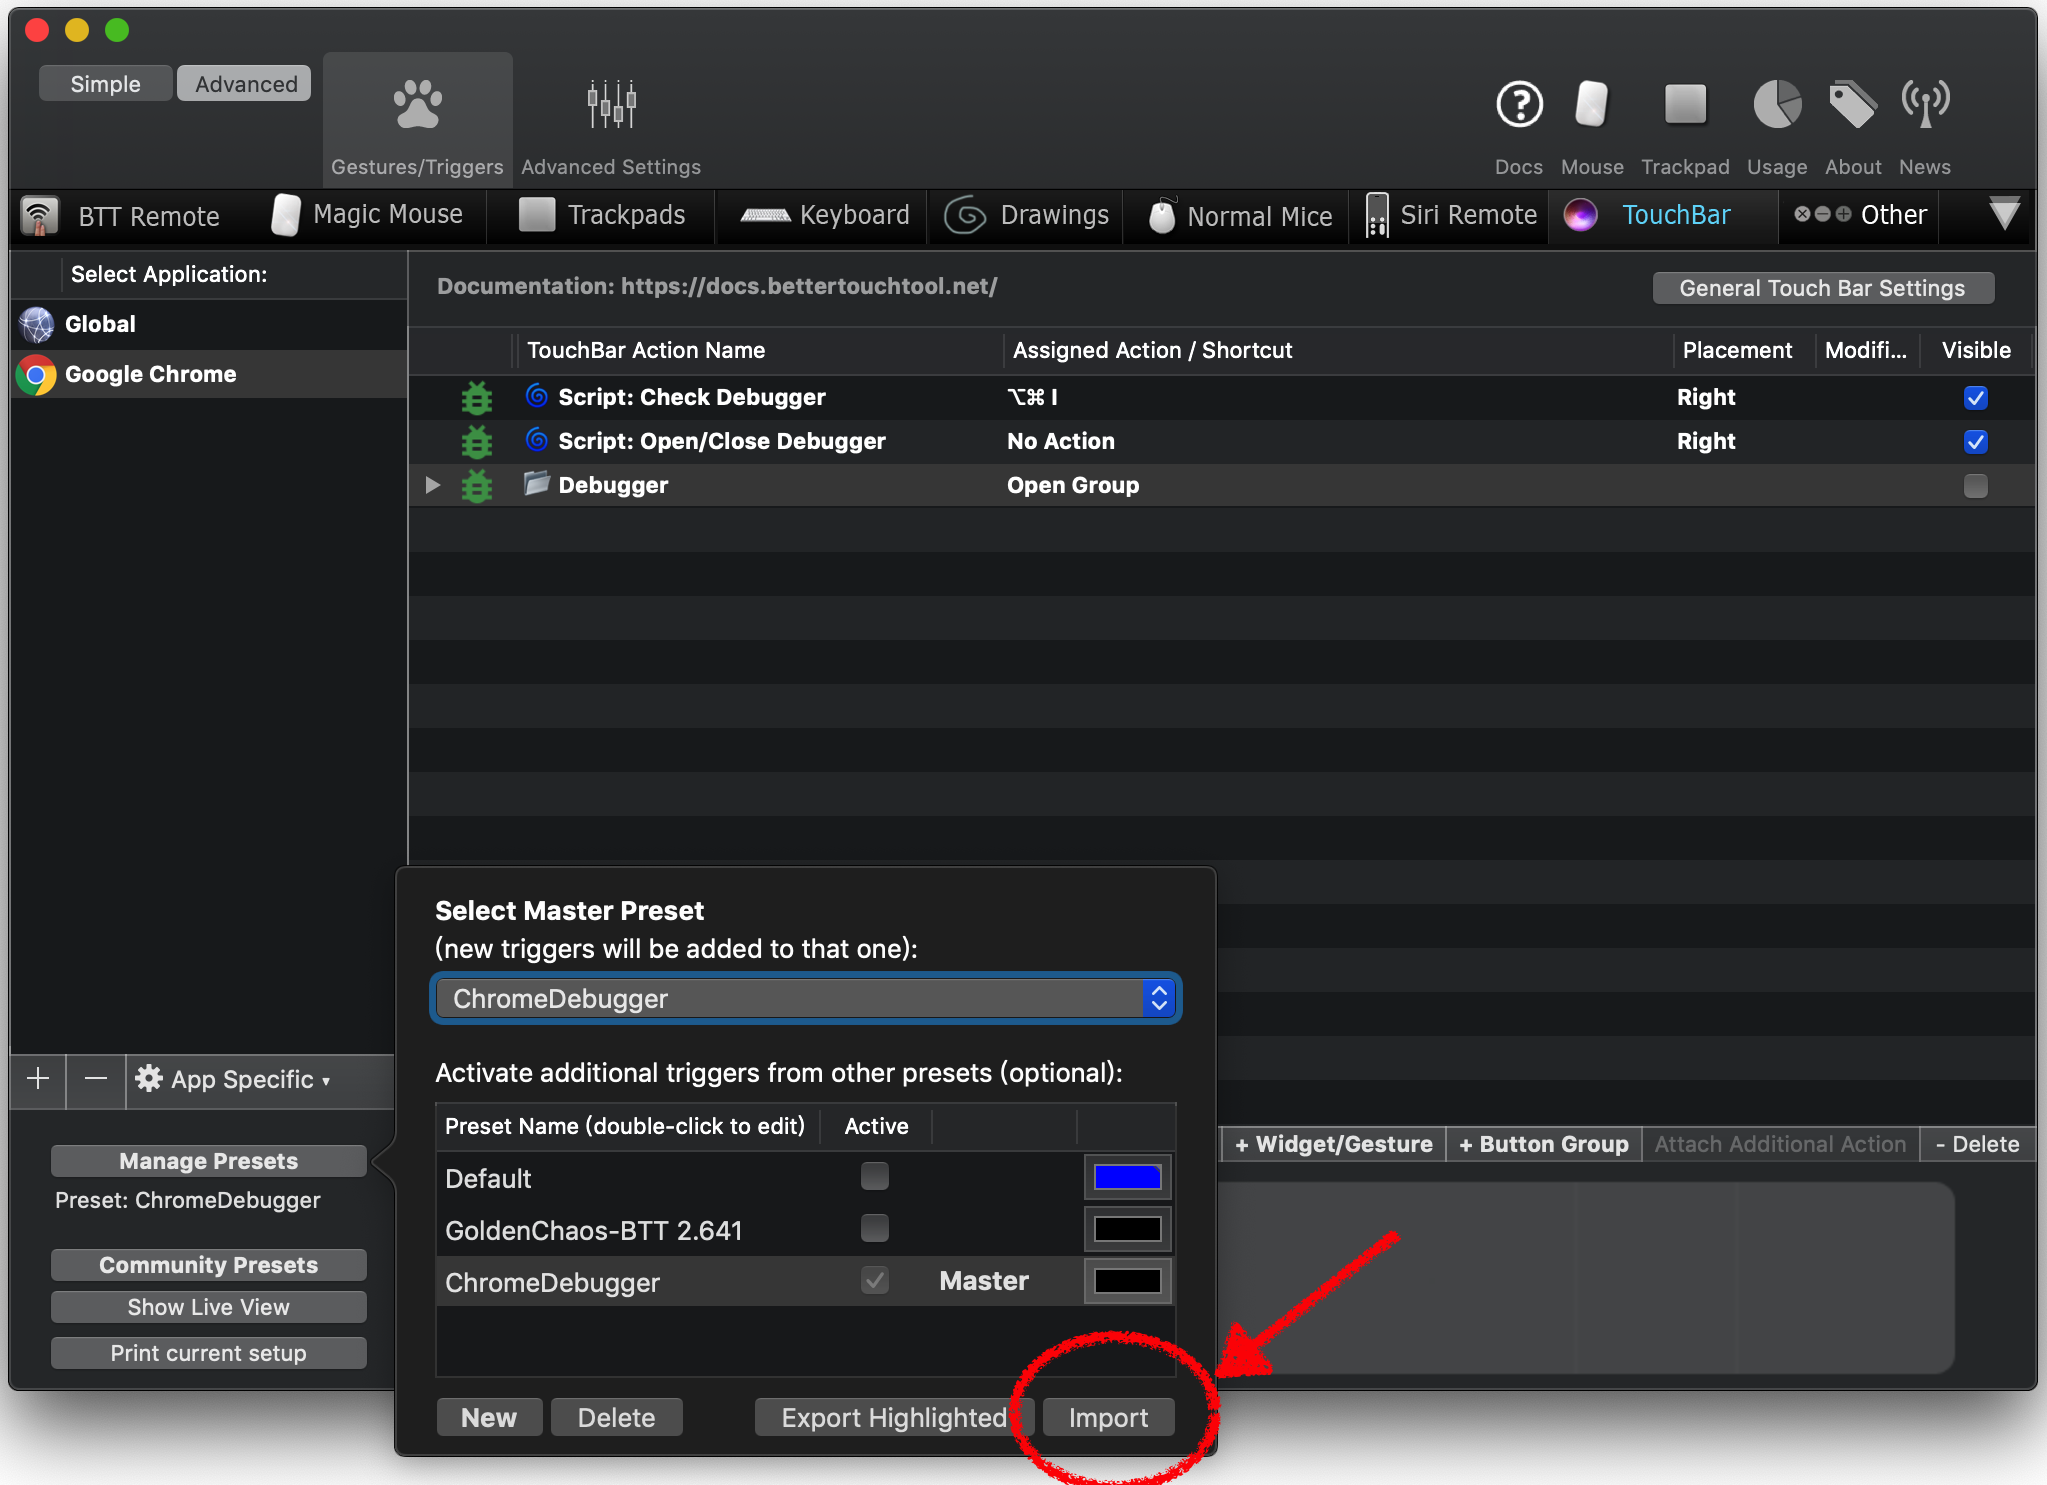 Simple
Advanced
Gestures/Triggers
Advanced Settings
Docs
Mouse
Trackpad
Usage
About
News
BTT Remote
Magic Mouse
Trackpads
Keyboard
Drawings
Normal Mice
Siri Remote
TouchBar
Other
Select Application:
Global
Google Chrome
Documentation: https://docs.bettertouchtool.net/
General Touch Bar Settings
TouchBar Action Name
Assigned Action / Shortcut
Placement
Modifi...
Visible
Script: Check Debugger
⌥⌘ I
Right
Script: Open/Close Debugger
No Action
Right
Debugger
Open Group
Select Master Preset
(new triggers will be added to that one):
ChromeDebugger
Activate additional triggers from other presets (optional):
Preset Name (double-click to edit)
Active
Default
GoldenChaos-BTT 2.641
ChromeDebugger
Master
New
Delete
Export Highlighted
Import
App Specific
Manage Presets
Preset: ChromeDebugger
Community Presets
Show Live View
Print current setup
+ Widget/Gesture
+ Button Group
Attach Additional Action
- Delete